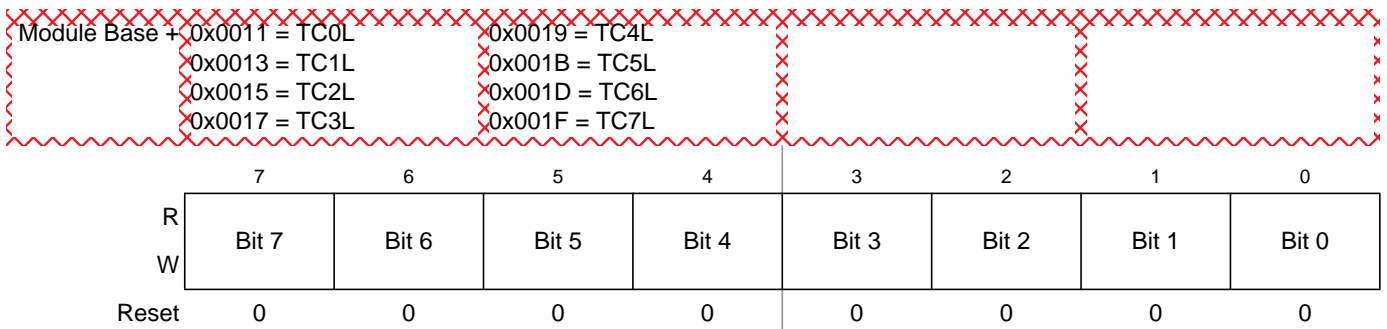 Module Base + 0x0011 = TC0L 0x0019 = TC4L
0x0013 = TC1L 0x001B = TC5L
0x0015 = TC2L 0x001D = TC6L
0x0017 = TC3L 0x001F = TC7L
7 6 5 4 3 2 1 0
R
Bit 7 Bit 6 Bit 5 Bit 4 Bit 3 Bit 2 Bit 1 Bit 0
W
Reset 0 0 0 0 0 0 0 0